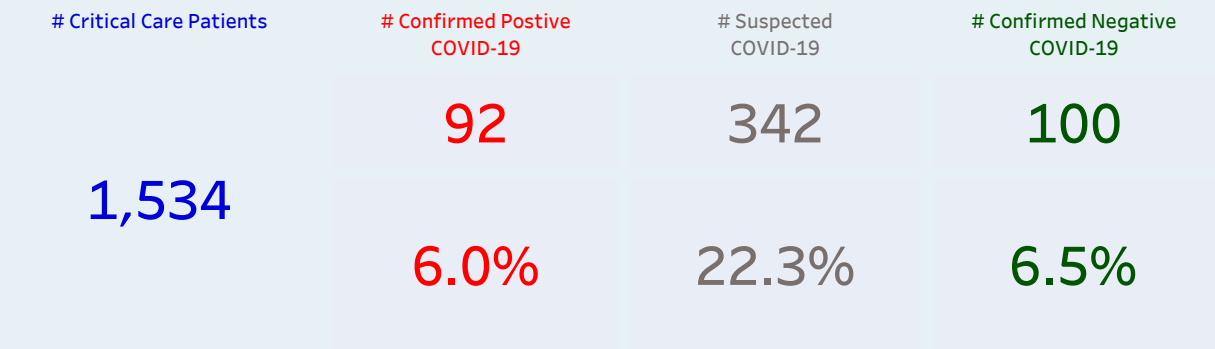 # Critical Care Patients
# Confirmed Postive
COVID-19
# Suspected
COVID-19
# Confirmed Negative
COVID-19
1,534
92
342
100
6.0%
22.3%
6.5%